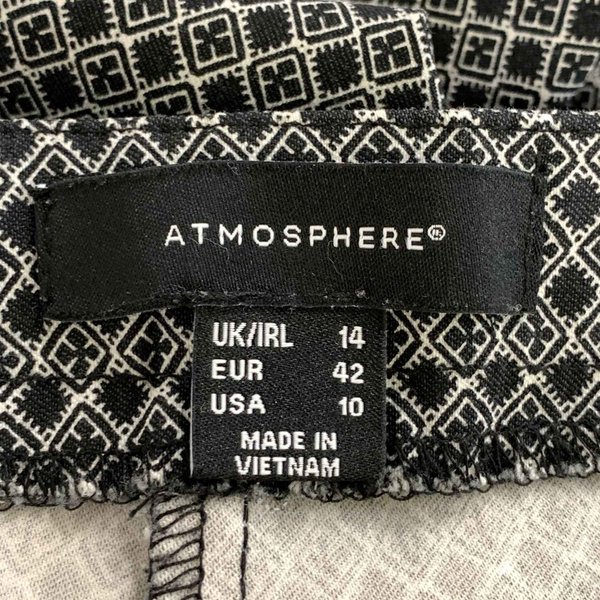 ATMOSPHERE®
UK/IRL 14
EUR 42
USA 10
MADE IN
VIETNAM